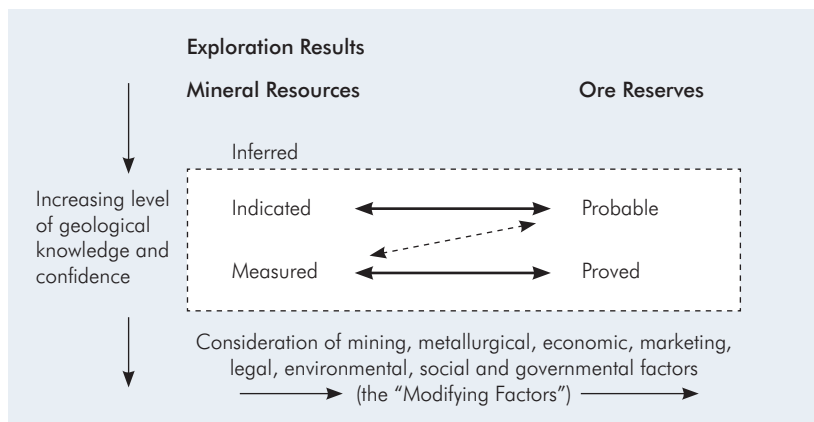 Exploration Results
Mineral Resources
Ore Reserves
Inferred
Increasing level
of geological
knowledge and
confidence
Indicated
Probable
Measured
Proved
Consideration of mining, metallurgical, economic, marketing,
legal, environmental, social and governmental factors
(the “Modifying Factors”)